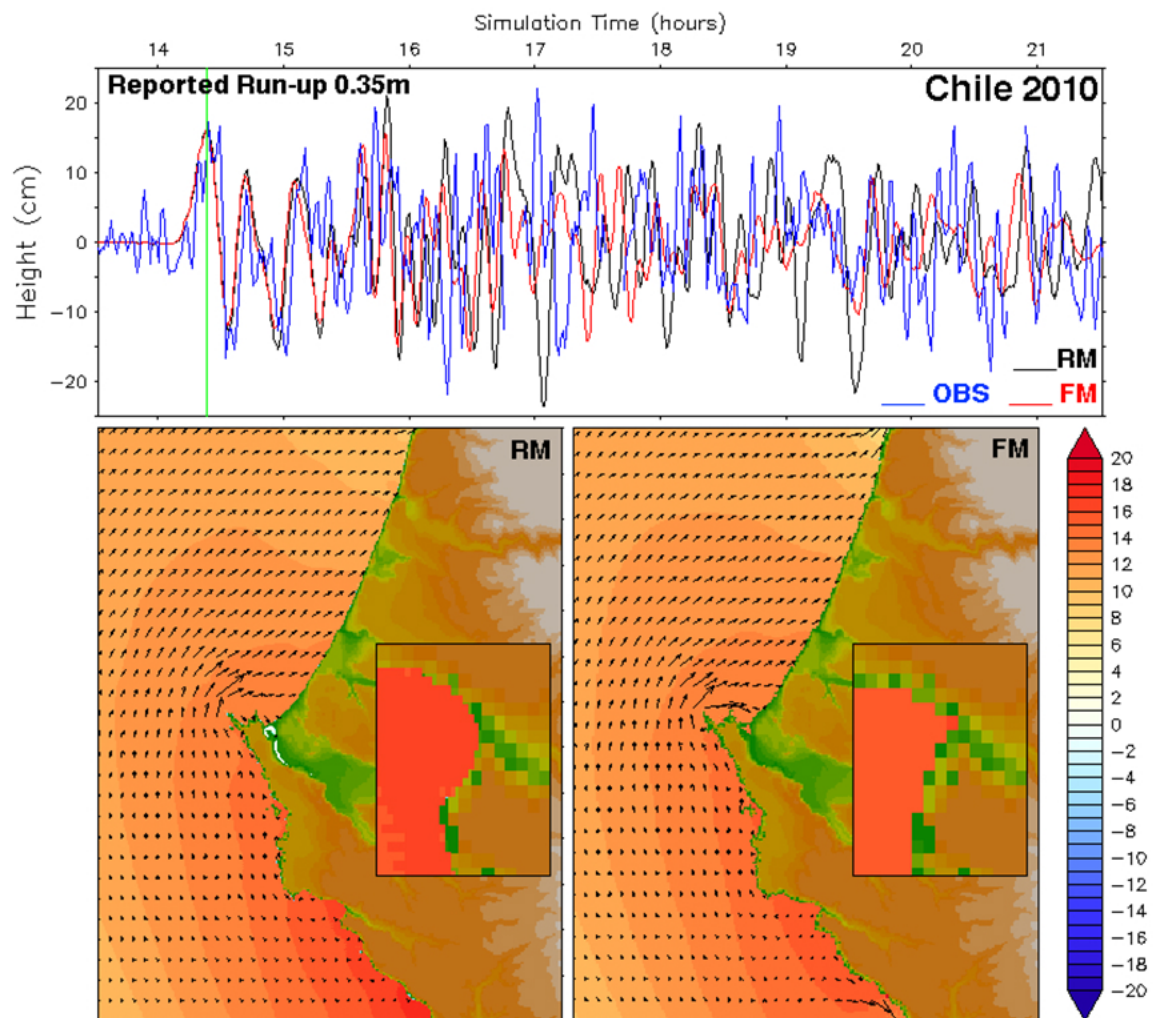 Simulation Time (hours)
14 15 16 17 18 19 20 21
Reported Run-up 0.35m
Chile 2010
Height (cm)
20
10
0
−10
−20
RM
OBS
FM
RM
FM
20
18
16
14
12
10
8
6
4
2
0
−2
−4
−6
−8
−10
−12
−14
−16
−18
−20